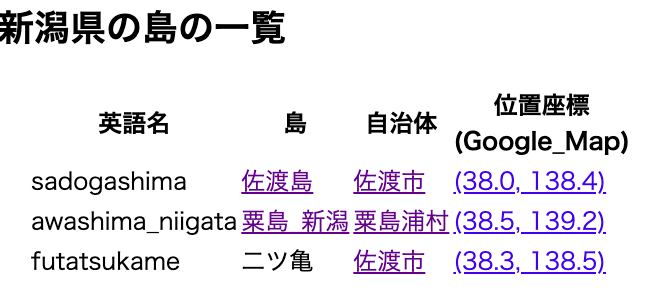 新潟県の島の一覧
英語名 島 自治体 位置座標
(Google_Map)
sadogashima 佐渡島 佐渡市 (38.0, 138.4)
awashima_niigata 粟島_新潟 粟島浦村 (38.5, 139.2)
futatsukame 二ツ亀 佐渡市 (38.3, 138.5)